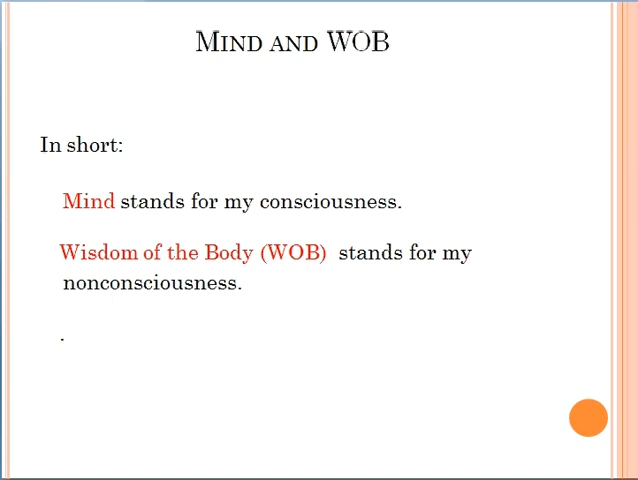 MIND AND WOB
In short:
Mind stands for my consciousness.
Wisdom of the Body (WOB) stands for my
nonconsciousness.
.